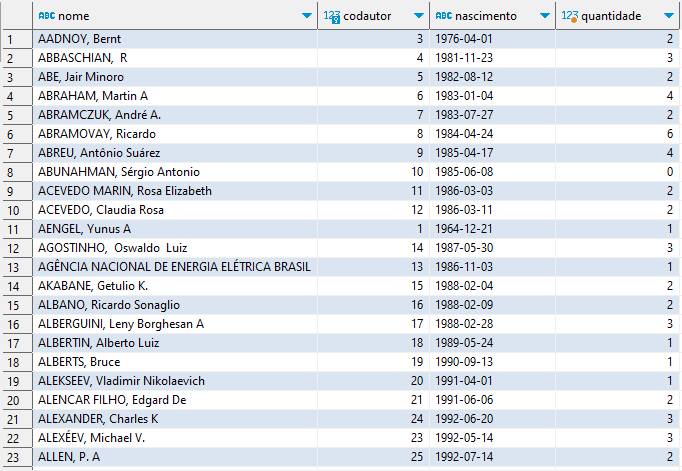 ABC nome 123 codautor ABC nascimento 123 quantidade
1 AADNOY, Bernt 3 1976-04-01 2
2 ABBASCHIAN,  R 4 1981-11-23 3
3 ABE, Jair Minoro 5 1982-08-12 2
4 ABRAHAM, Martin A 6 1983-01-04 4
5 ABRAMCZUK, André A. 7 1983-07-27 2
6 ABRAMOVAY, Ricardo 8 1984-04-24 6
7 ABREU, Antônio Suárez 9 1985-04-17 4
8 ABUNAHMAN, Sérgio Antonio 10 1985-06-08 0
9 ACEVEDO MARIN, Rosa Elizabeth 11 1986-03-03 2
10 ACEVEDO, Claudia Rosa 12 1986-03-11 2
11 AENGEL, Yunus A 1 1964-12-21 1
12 AGOSTINHO,  Oswaldo  Luiz 14 1987-05-30 3
13 AGÊNCIA NACIONAL DE ENERGIA ELÉTRICA BRASIL 13 1986-11-03 1
14 AKABANE, Getulio K. 15 1988-02-04 2
15 ALBANO, Ricardo Sonaglio 16 1988-02-09 2
16 ALBERGUINI, Leny Borghesan A 17 1988-02-28 3
17 ALBERTIN, Alberto Luiz 18 1989-05-24 1
18 ALBERTS, Bruce 19 1990-09-13 1
19 ALEKSEEV, Vladimir Nikolaevich 20 1991-04-01 1
20 ALENCAR FILHO, Edgard De 21 1991-06-06 2
21 ALEXANDER, Charles K 24 1992-06-20 3
22 ALEXÉEV, Michael V. 23 1992-05-14 3
23 ALLEN, P. A 25 1992-07-14 2